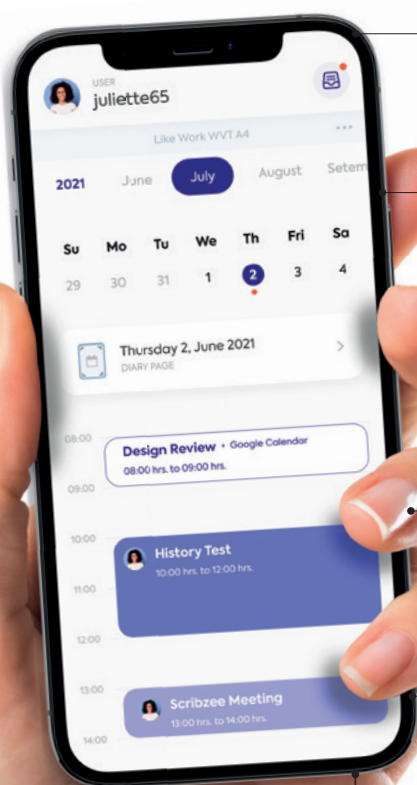 USER
juliette65
Like Work WVT A4
2021 June July August Setem
Su Mo Tu We Th Fri Sa
29 30 31 1 2 3 4
Thursday 2, June 2021
DIARY PAGE
08:00
Design Review • Google Calendar
08:00 hrs. to 09:00 hrs.
09:00
10:00
History Test
10:00 hrs. to 12:00 hrs.
11:00
12:00
13:00
Scribzee Meeting
13:00 hrs. to 14:00 hrs.
14:00